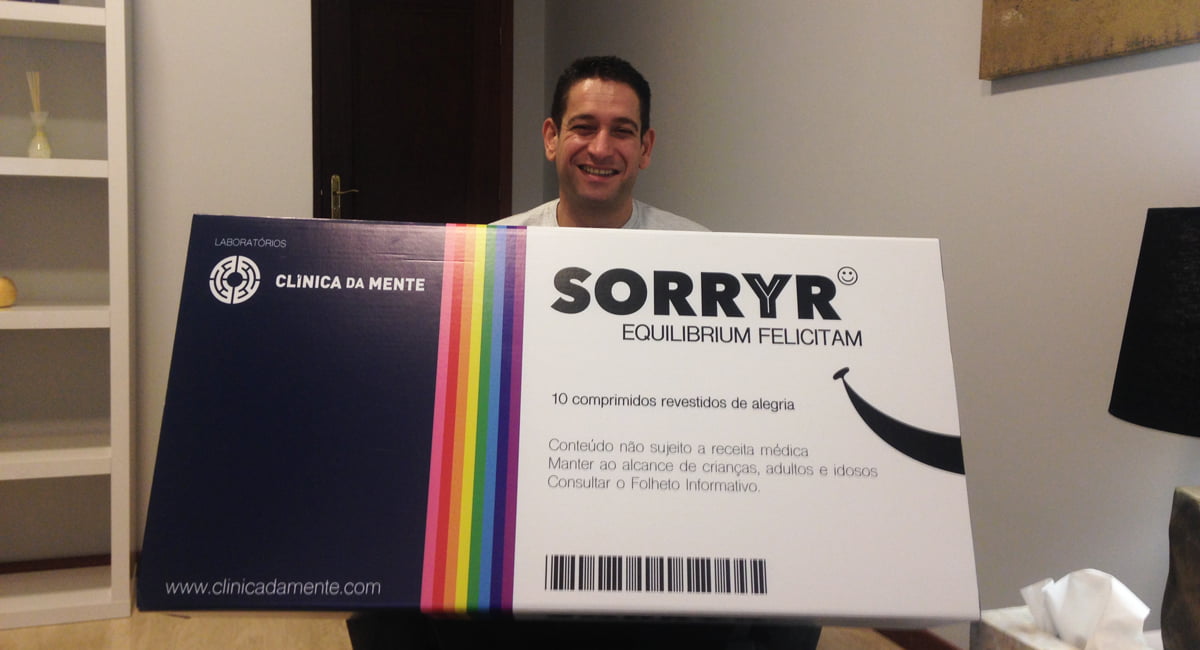 LABORATÓRIOS
CLÍNICA DA MENTE
www.clinicadamente.com
SORRYR
EQUILIBRIUM FELICITAM
10 comprimidos revestidos de alegria
Conteúdo não sujeito a receita médica
Manter ao alcance de crianças, adultos e idosos
Consultar o Folheto Informativo.